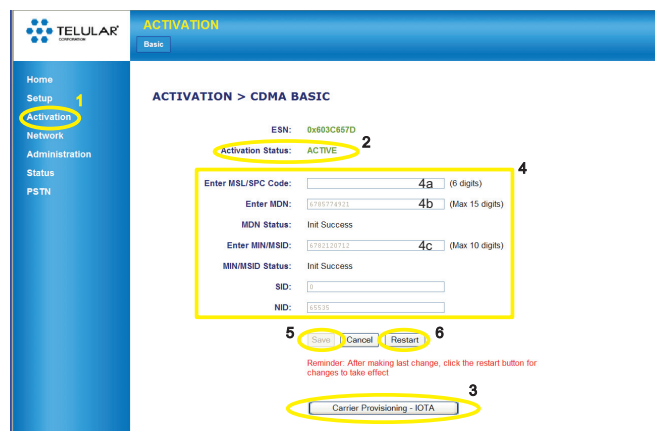 TELULAR
CORPORATION
ACTIVATION
Basic
Home
Setup 1
Activation
Network
Administration
Status
PSTN
ACTIVATION > CDMA BASIC
ESN: 0x603C657D
2
Activation Status: ACTIVE
4
Enter MSL/SPC Code: 4a (6 digits)
Enter MDN: 6785774921 4b (Max 15 digits)
MDN Status: Init Success
Enter MIN/MSID: 6782120712 4c (Max 10 digits)
MIN/MSID Status: Init Success
SID: 0
NID: 65535
5 Save Cancel Restart 6
Reminder: After making last change, click the restart button for
changes to take effect
3
Carrier Provisioning - IOTA